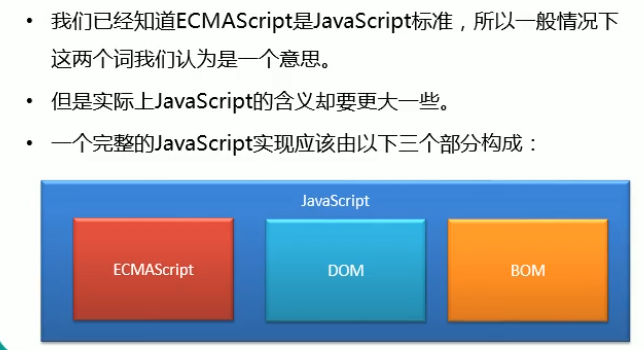 • 我们已经知道ECMAScript是JavaScript标准，所以一般情况下
这两个词我们认为是一个意思。
• 但是实际上JavaScript的含义却要更大一些。
• 一个完整的JavaScript实现应该由以下三个部分构成：
JavaScript
ECMAScript DOM BOM